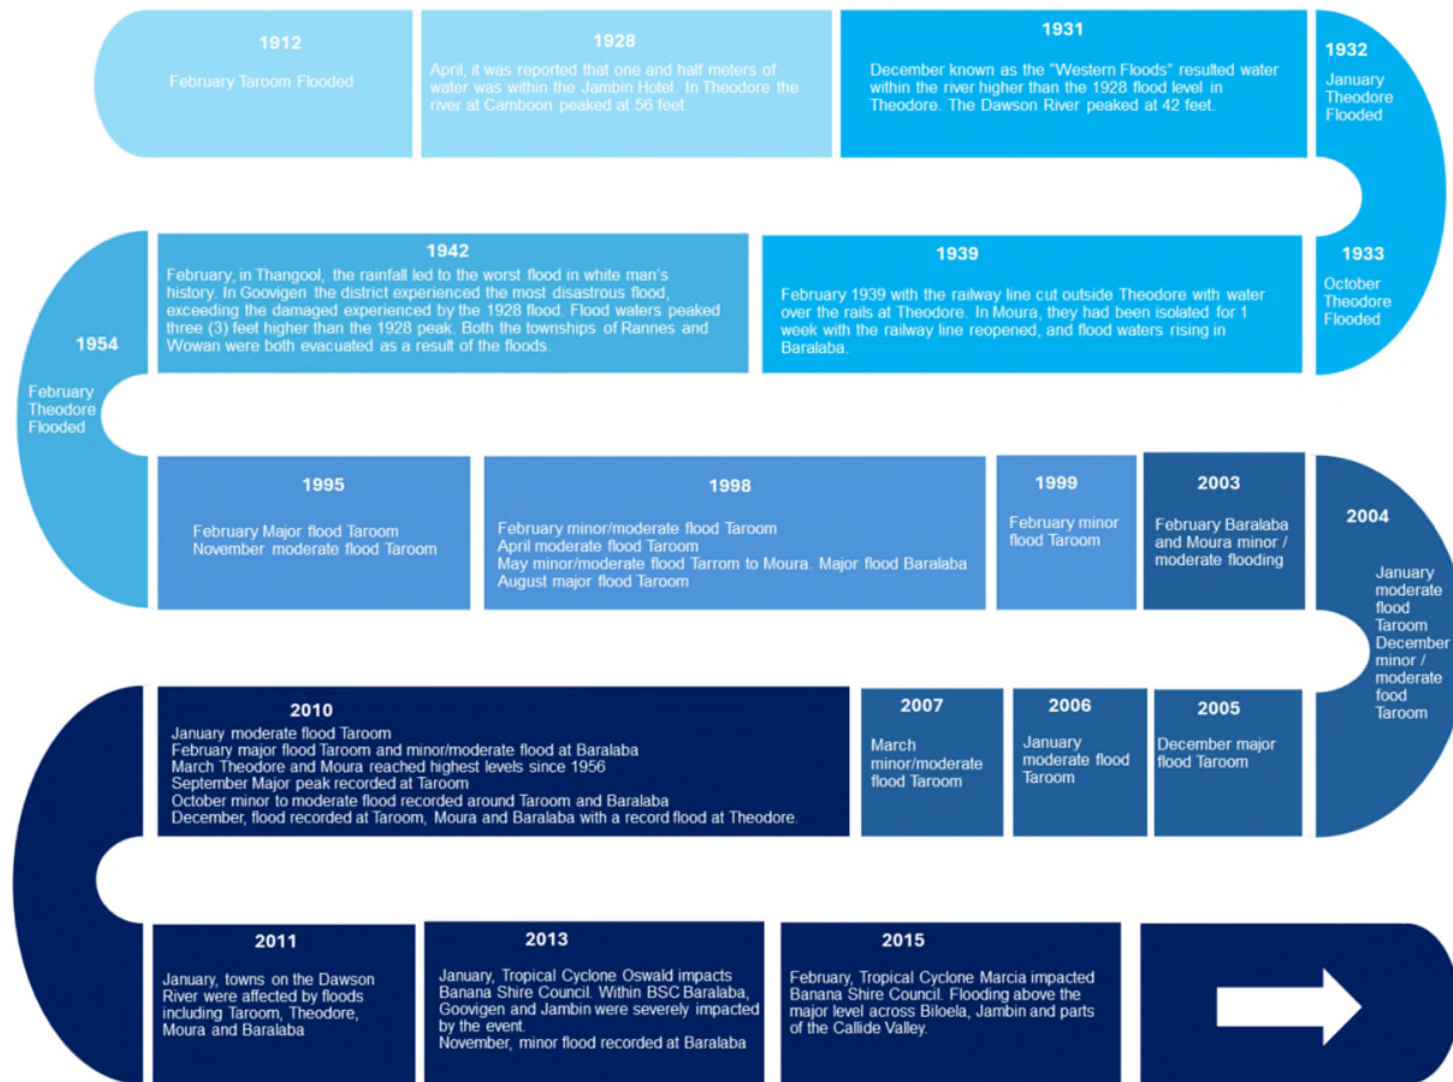 1912
February Taroom Flooded
1928
April, it was reported that one and half meters of
water was within the Jambin Hotel. In Theodore the
river at Camboon peaked at 56 feet.
1931
December known as the "Western Floods" resulted water
within the river higher than the 1928 flood level in
Theodore. The Dawson River peaked at 42 feet.
1932
January
Theodore
Flooded
1933
October
Theodore
Flooded
1939
February 1939 with the railway line cut outside Theodore with water
over the rails at Theodore. In Moura, they had been isolated for 1
week with the railway line reopened, and flood waters rising in
Baralaba.
1942
February, in Thangool, the rainfall led to the worst flood in white man's
history. In Goovigen the district experienced the most disastrous flood,
exceeding the damaged experienced by the 1928 flood. Flood waters peaked
three (3) feet higher than the 1928 peak. Both the townships of Rannes and
Wowan were both evacuated as a result of the floods.
1954
February
Theodore
Flooded
1995
February Major flood Taroom
November moderate flood Taroom
1998
February minor/moderate flood Taroom
April moderate flood Taroom
May minor/moderate flood Tarrom to Moura. Major flood Baralaba
August major flood Taroom
1999
February minor
flood Taroom
2003
February Baralaba
and Moura minor /
moderate flooding
2004
January
moderate
flood
Taroom
December
minor /
moderate
food
Taroom
2005
December major
flood Taroom
2006
January
moderate flood
Taroom
2007
March
minor/moderate
flood Taroom
2010
January moderate flood Taroom
February major flood Taroom and minor/moderate flood at Baralaba
March Theodore and Moura reached highest levels since 1956
September Major peak recorded at Taroom
October minor to moderate flood recorded around Taroom and Baralaba
December, flood recorded at Taroom, Moura and Baralaba with a record flood at Theodore.
2011
January, towns on the Dawson
River were affected by floods
including Taroom, Theodore,
Moura and Baralaba
2013
January, Tropical Cyclone Oswald impacts
Banana Shire Council. Within BSC Baralaba,
Goovigen and Jambin were severely impacted
by the event.
November, minor flood recorded at Baralaba
2015
February, Tropical Cyclone Marcia impacted
Banana Shire Council. Flooding above the
major level across Biloela, Jambin and parts
of the Callide Valley.